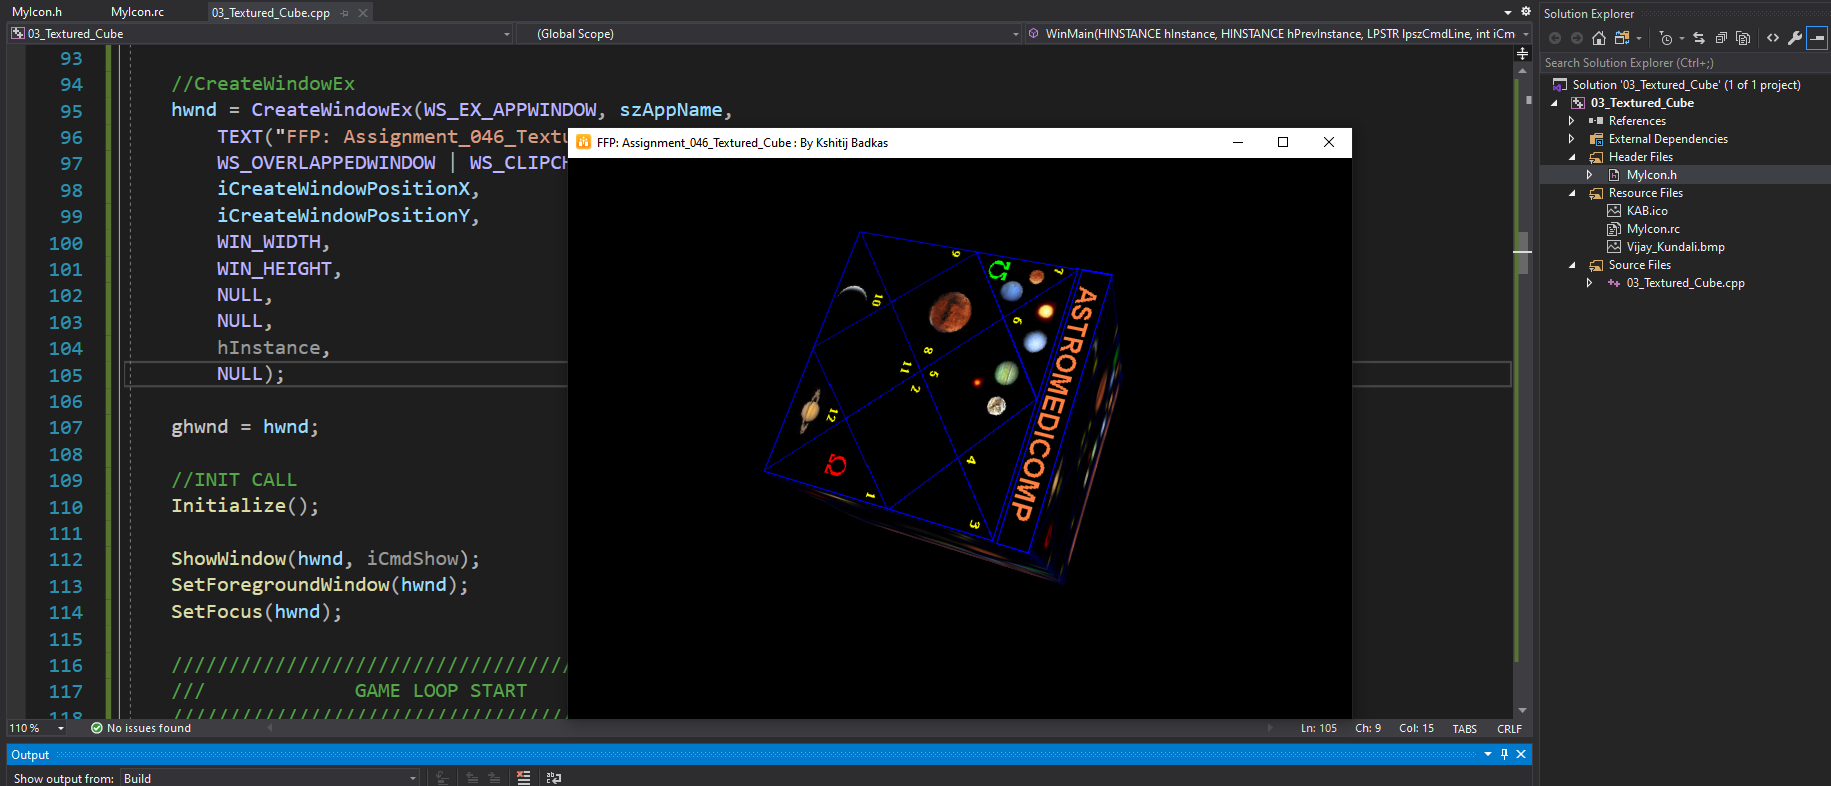 MyIcon.h
MyIcon.rc
03_Textured_Cube.cpp
03_Textured_Cube
(Global Scope)
WinMain(HINSTANCE hInstance, HINSTANCE hPrevInstance, LPSTR lpszCmdLine, int iCm
93
94 //CreateWindowEx
95 hwnd = CreateWindowEx(WS_EX_APPWINDOW, szAppName,
96 TEXT("FFP: Assignment_046_Textu
97 WS_OVERLAPPEDWINDOW | WS_CLIPCH
98 iCreateWindowPositionX,
99 iCreateWindowPositionY,
100 WIN_WIDTH,
101 WIN_HEIGHT,
102 NULL,
103 NULL,
104 hInstance,
105 NULL);
106
107 ghwnd = hwnd;
108
109 //INIT CALL
110 Initialize();
111
112 ShowWindow(hwnd, iCmdShow);
113 SetForegroundWindow(hwnd);
114 SetFocus(hwnd);
115
116 ///////////////////////////////////
117 /// GAME LOOP START
118 ///////////////////////////////////
FFP: Assignment_046_Textured_Cube : By Kshitij Badkas
9
7
10
6
8
11
5
2
12
4
1
3
ASTROMEDICOMP
110 %
No issues found
Ln: 105 Ch: 9 Col: 15 TABS CRLF
Output
Show output from: Build
Solution Explorer
Search Solution Explorer (Ctrl+;)
Solution '03_Textured_Cube' (1 of 1 project)
03_Textured_Cube
References
External Dependencies
Header Files
MyIcon.h
Resource Files
KAB.ico
MyIcon.rc
Vijay_Kundali.bmp
Source Files
03_Textured_Cube.cpp